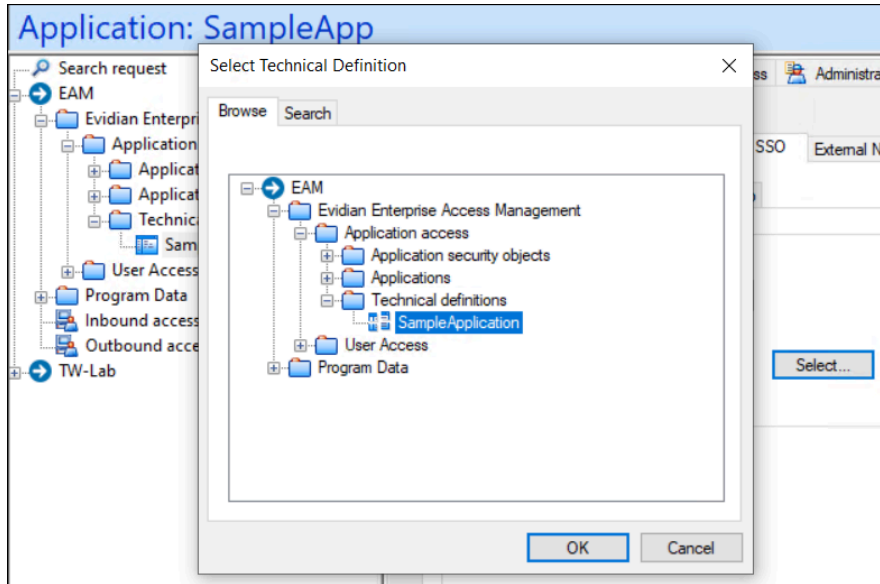 Application: SampleApp
Search request
EAM
Evidian Enterpri
Application
Applicat
Applicat
Technic
Sam
User Access
Program Data
Inbound access
Outbound acce
TW-Lab
Select Technical Definition
Browse
Search
EAM
Evidian Enterprise Access Management
Application access
Application security objects
Applications
Technical definitions
SampleApplication
User Access
Program Data
OK
Cancel
ss
Administra
SSO
External N
Select...